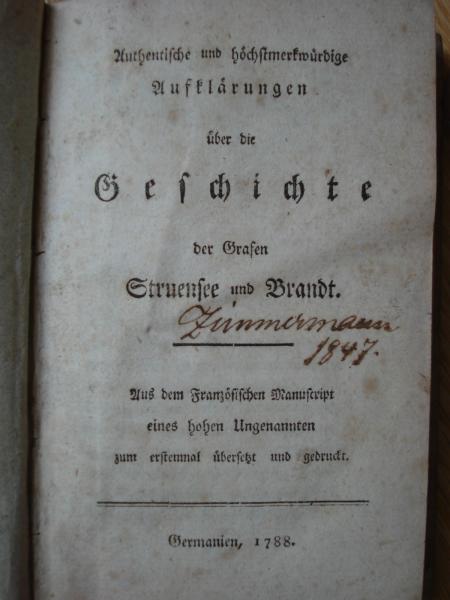 Authentische und höchstmerkwürdige
Aufklärungen
über die
Geschichte
der Grafen
Struensee und Brandt.
Zimmermann
1847.
Aus dem Französischen Manuscript
eines hohen Ungenannten
zum erstenmal übersetzt und gedruckt.
Germanien, 1788.